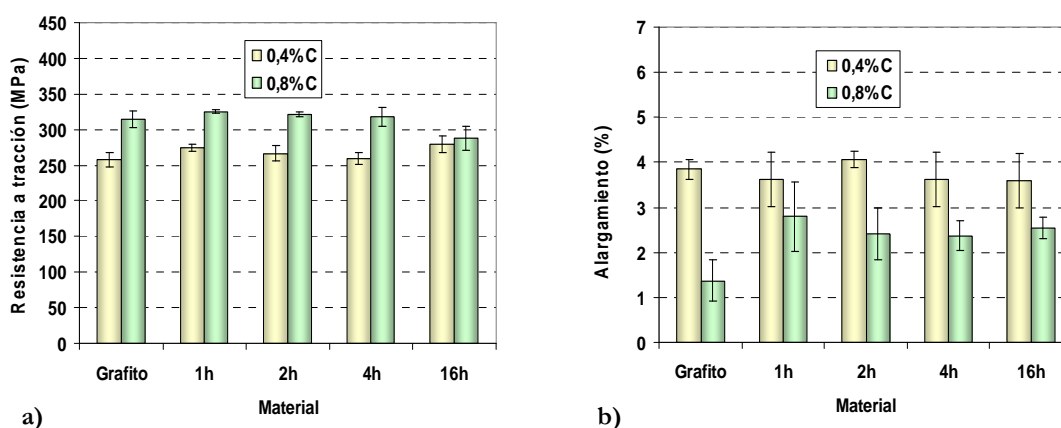 Resistencia a tracción (MPa)
450
400
350
300
250
200
150
100
50
0
0,4%C
0,8%C
Grafito 1h 2h 4h 16h
Material
a)
Alargamiento (%)
7
6
5
4
3
2
1
0
0,4%C
0,8%C
Grafito 1h 2h 4h 16h
Material
b)